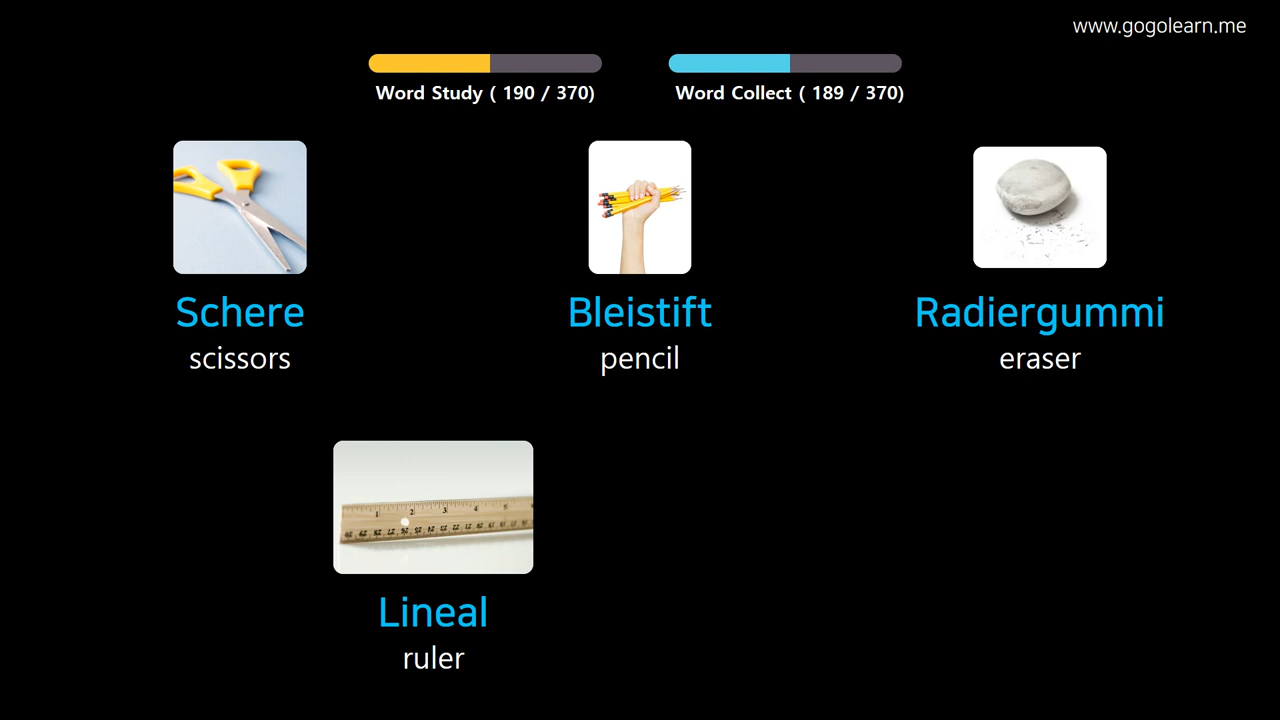 www.gogolearn.me
Word Study ( 190 / 370)
Word Collect ( 189 / 370)
Schere
scissors
Bleistift
pencil
Radiergummi
eraser
Lineal
ruler